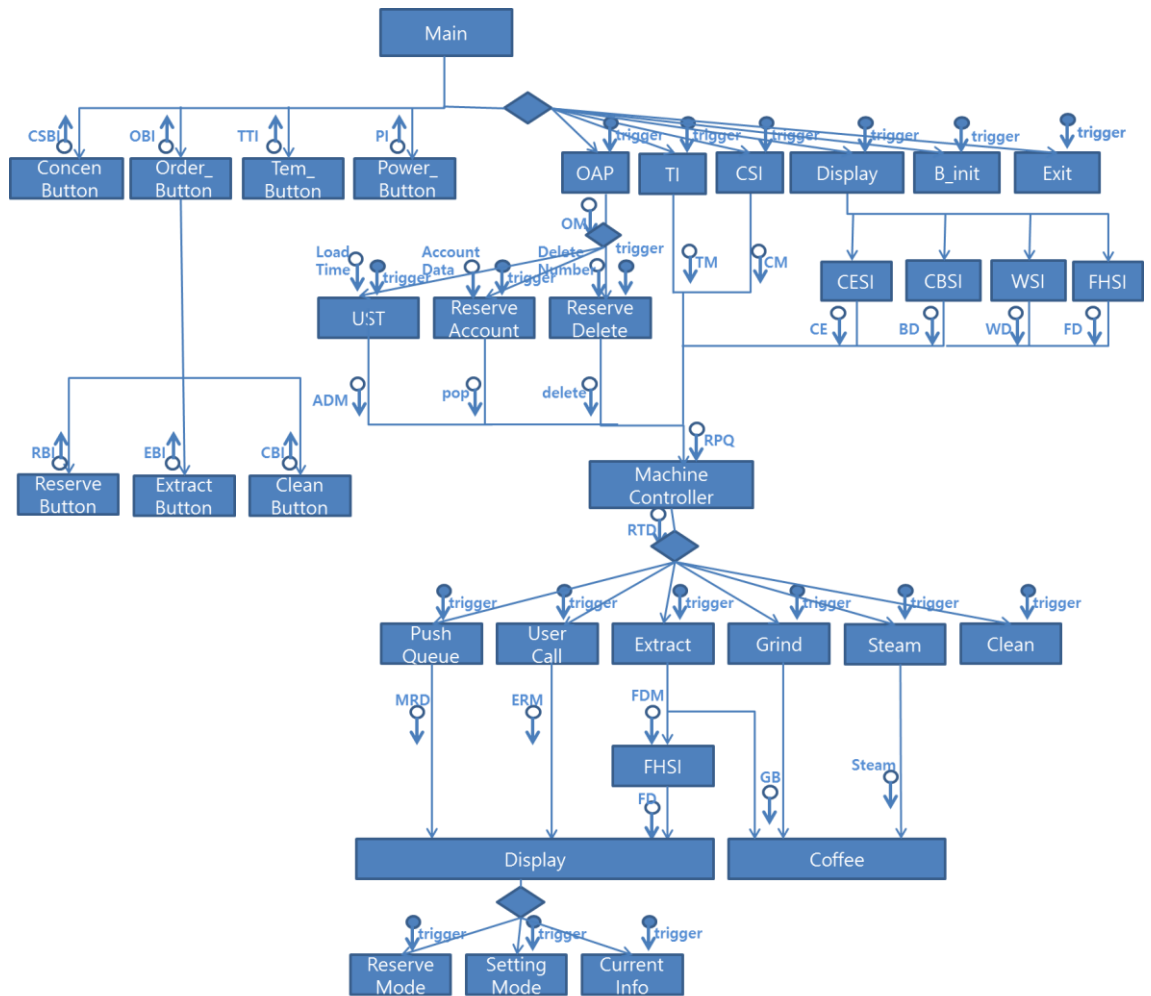 Main
CSBI
OBI
TTI
PI
trigger
trigger
trigger
trigger
trigger
trigger
Concen
Button
Order_
Button
Tem_
Button
Power_
Button
OAP
TI
CSI
Display
B_init
Exit
OM
Load
Time
trigger
Account
Data
trigger
Delete
Number
trigger
TM
CM
CESI
CBSI
WSI
FHSI
UST
Reserve
Account
Reserve
Delete
CE
BD
WD
FD
ADM
pop
delete
RBI
EBI
CBI
RPQ
Reserve
Button
Extract
Button
Clean
Button
Machine
Controller
RTD
trigger
trigger
trigger
trigger
trigger
trigger
Push
Queue
User
Call
Extract
Grind
Steam
Clean
MRD
ERM
FDM
FHSI
GB
Steam
FD
Display
Coffee
trigger
trigger
trigger
Reserve
Mode
Setting
Mode
Current
Info